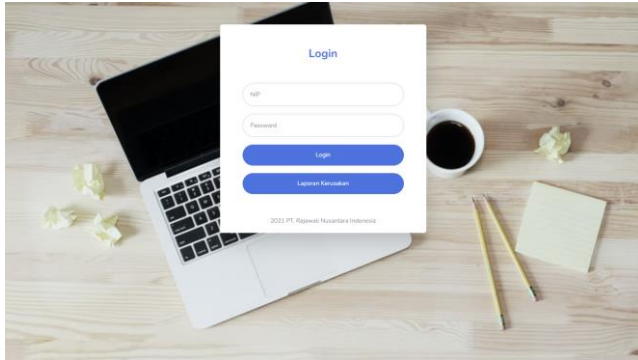 Login
NIP
Password
Login
Laporan Kerusakan
2021 PT. Rajawali Nusantara Indonesia